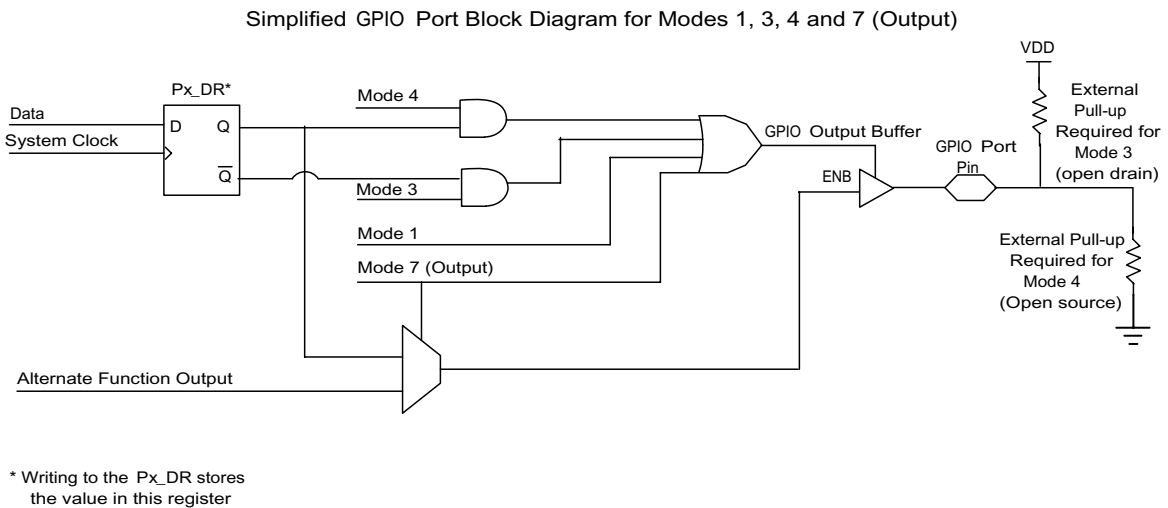 Simplified GPIO Port Block Diagram for Modes 1, 3, 4 and 7 (Output)
VDD
Px_DR*
Data
System Clock
D
Q
Q̅
Mode 4
Mode 3
Mode 1
Mode 7 (Output)
GPIO Output Buffer
ENB
GPIO Port
Pin
External
Pull-up
Required for
Mode 3
(open drain)
External Pull-up
Required for
Mode 4
(Open source)
Alternate Function Output
* Writing to the Px_DR stores
the value in this register